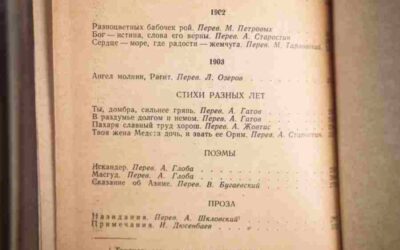 1902
Разноцветных бабочек рой. Перев. М. Петровых
Бог — истина, слова его верны. Перев. А. Старостин
Сердце — море, где радости — жемчуга. Перев. М. Тарловский
1903
Ангел молнии, Рагит. Перев. Л. Озеров
СТИХИ РАЗНЫХ ЛЕТ
Ты, домбра, сильнее грянь. Перев. А. Гатов
В раздумье долгом и немом. Перев. А. Гатов
Пахаря славный труд хорош. Перев. А. Жовтис
Твоя жена Медета дочь, и звать ее Орим. Перев. А. Старостин
ПОЭМЫ
Искандер. Перев. А. Глоба
Масгуд. Перев. А. Глоба
Сказание об Азиме. Перев. В. Бугаевский
ПРОЗА
Назидания. Перев. А. Шкловский
Примечания. И. Дюсенбаев